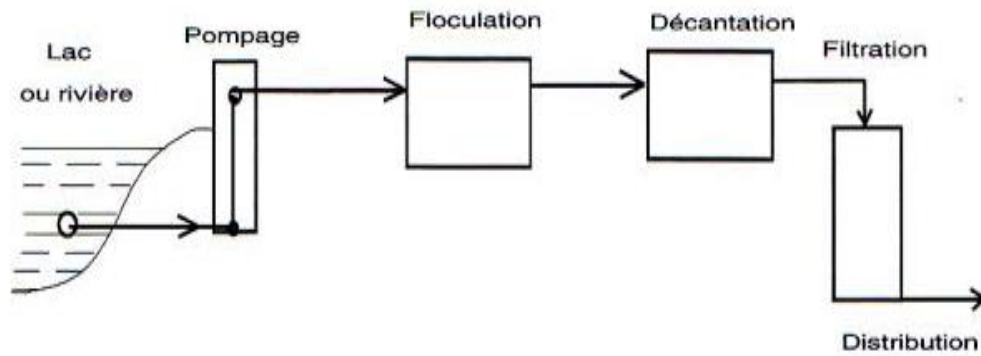 Lac
ou rivière
Pompage
Floculation
Décantation
Filtration
Distribution